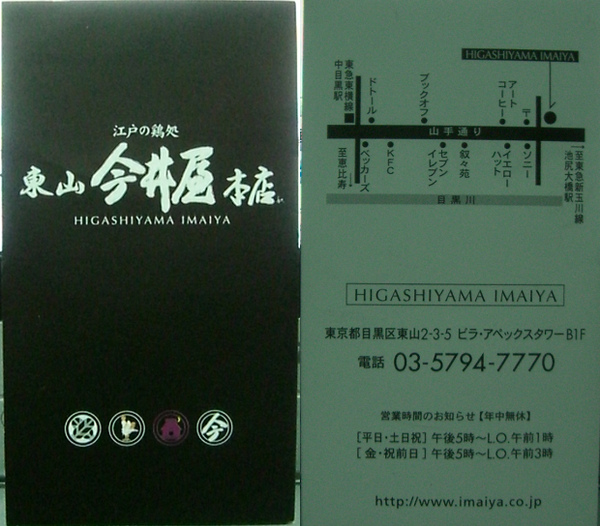 江戸の鶏処
東山 今井屋 本店
HIGASHIYAMA IMAIYA
今
HIGASHIYAMA IMAIYA
東急東横線
中目黒駅
ドトール
ブックオフ
アート
コーヒー
〒
山手通り
至恵比寿
ベッカーズ
KFC
セブン
イレブン
叙々苑
イエロー
ハット
ソニー
至東急新玉川線
池尻大橋駅
目黒川
HIGASHIYAMA IMAIYA
東京都目黒区東山2-3-5 ビラ・アペックスタワーB1F
電話 03-5794-7770
営業時間のお知らせ【年中無休】
[平日・土日祝] 午後5時～L.O.午前1時
[金・祝前日] 午後5時～L.O.午前3時
http://www.imaiya.co.jp